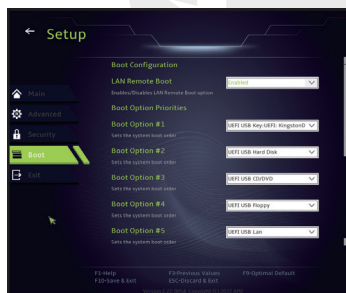 Setup
Boot Configuration
LAN Remote Boot
Enabled
Enables/Disables LAN Remote Boot option
Main
Boot Option Priorities
Advanced
Boot Option #1
UEFI USB Key:UEFI: KingstonD
Sets the system boot order
Security
Boot Option #2
UEFI USB Hard Disk
Sets the system boot order
Boot
Boot Option #3
UEFI USB CD/DVD
Sets the system boot order
Exit
Boot Option #4
UEFI USB Floppy
Sets the system boot order
Boot Option #5
UEFI USB Lan
Sets the system boot order
F1-Help
F3-Previous Values
F9-Optimal Default
F10-Save & Exit
ESC-Discard & Exit